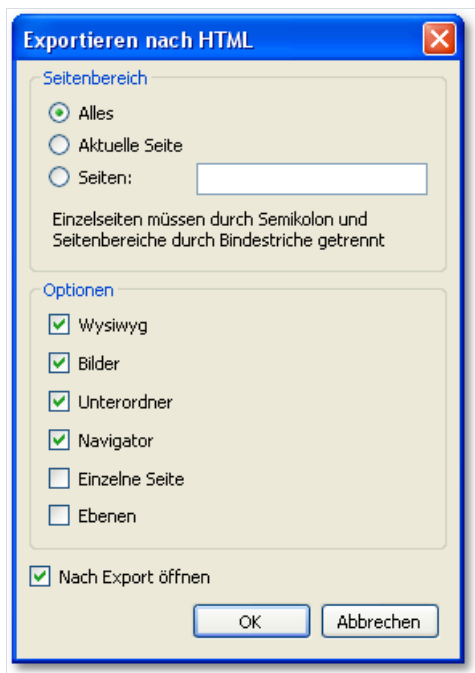 Exportieren nach HTML
Seitenbereich
Alles
Aktuelle Seite
Seiten:
Einzelseiten müssen durch Semikolon und
Seitenbereiche durch Bindestriche getrennt
Optionen
Wysiwyg
Bilder
Unterordner
Navigator
Einzelne Seite
Ebenen
Nach Export öffnen
OK
Abbrechen